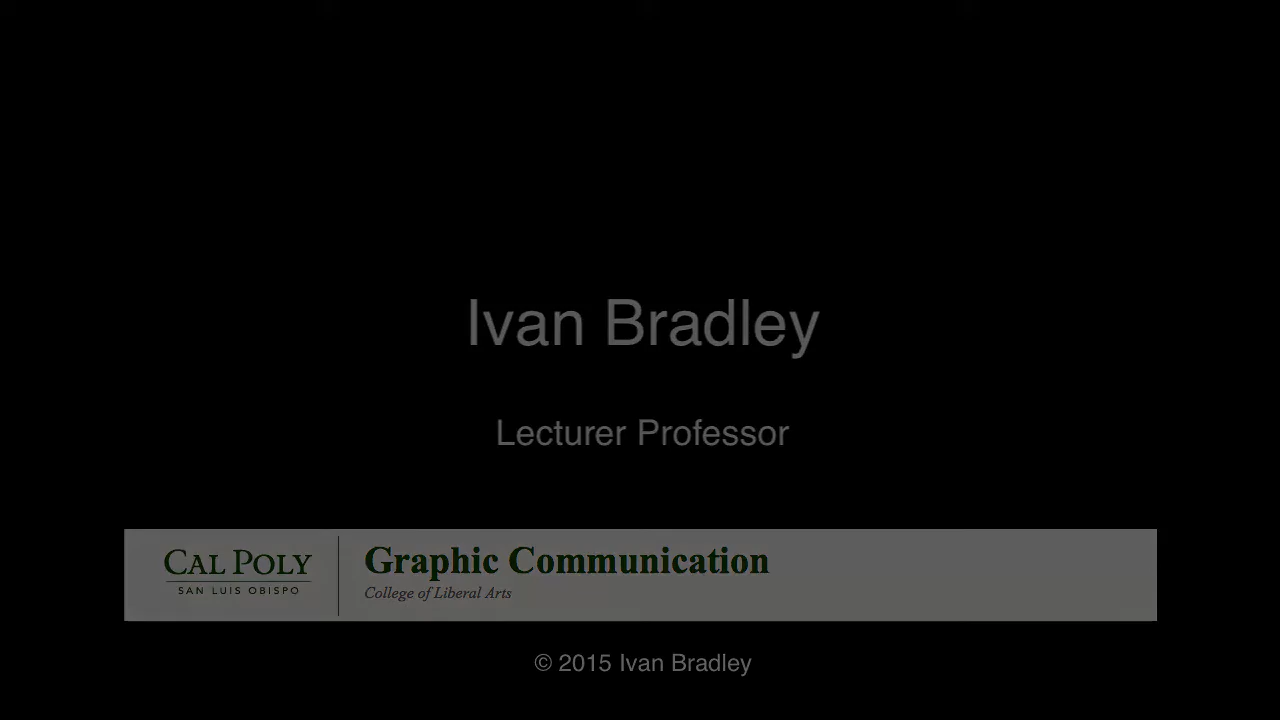 Ivan Bradley
Lecturer Professor
CAL POLY
SAN LUIS OBISPO
Graphic Communication
College of Liberal Arts
© 2015 Ivan Bradley